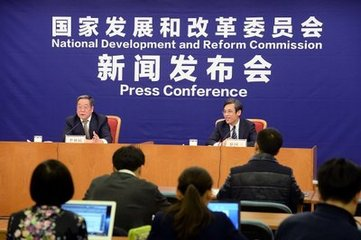 国家发展和改革委员会
National Development and Reform Commission
新闻发布会
Press Conference